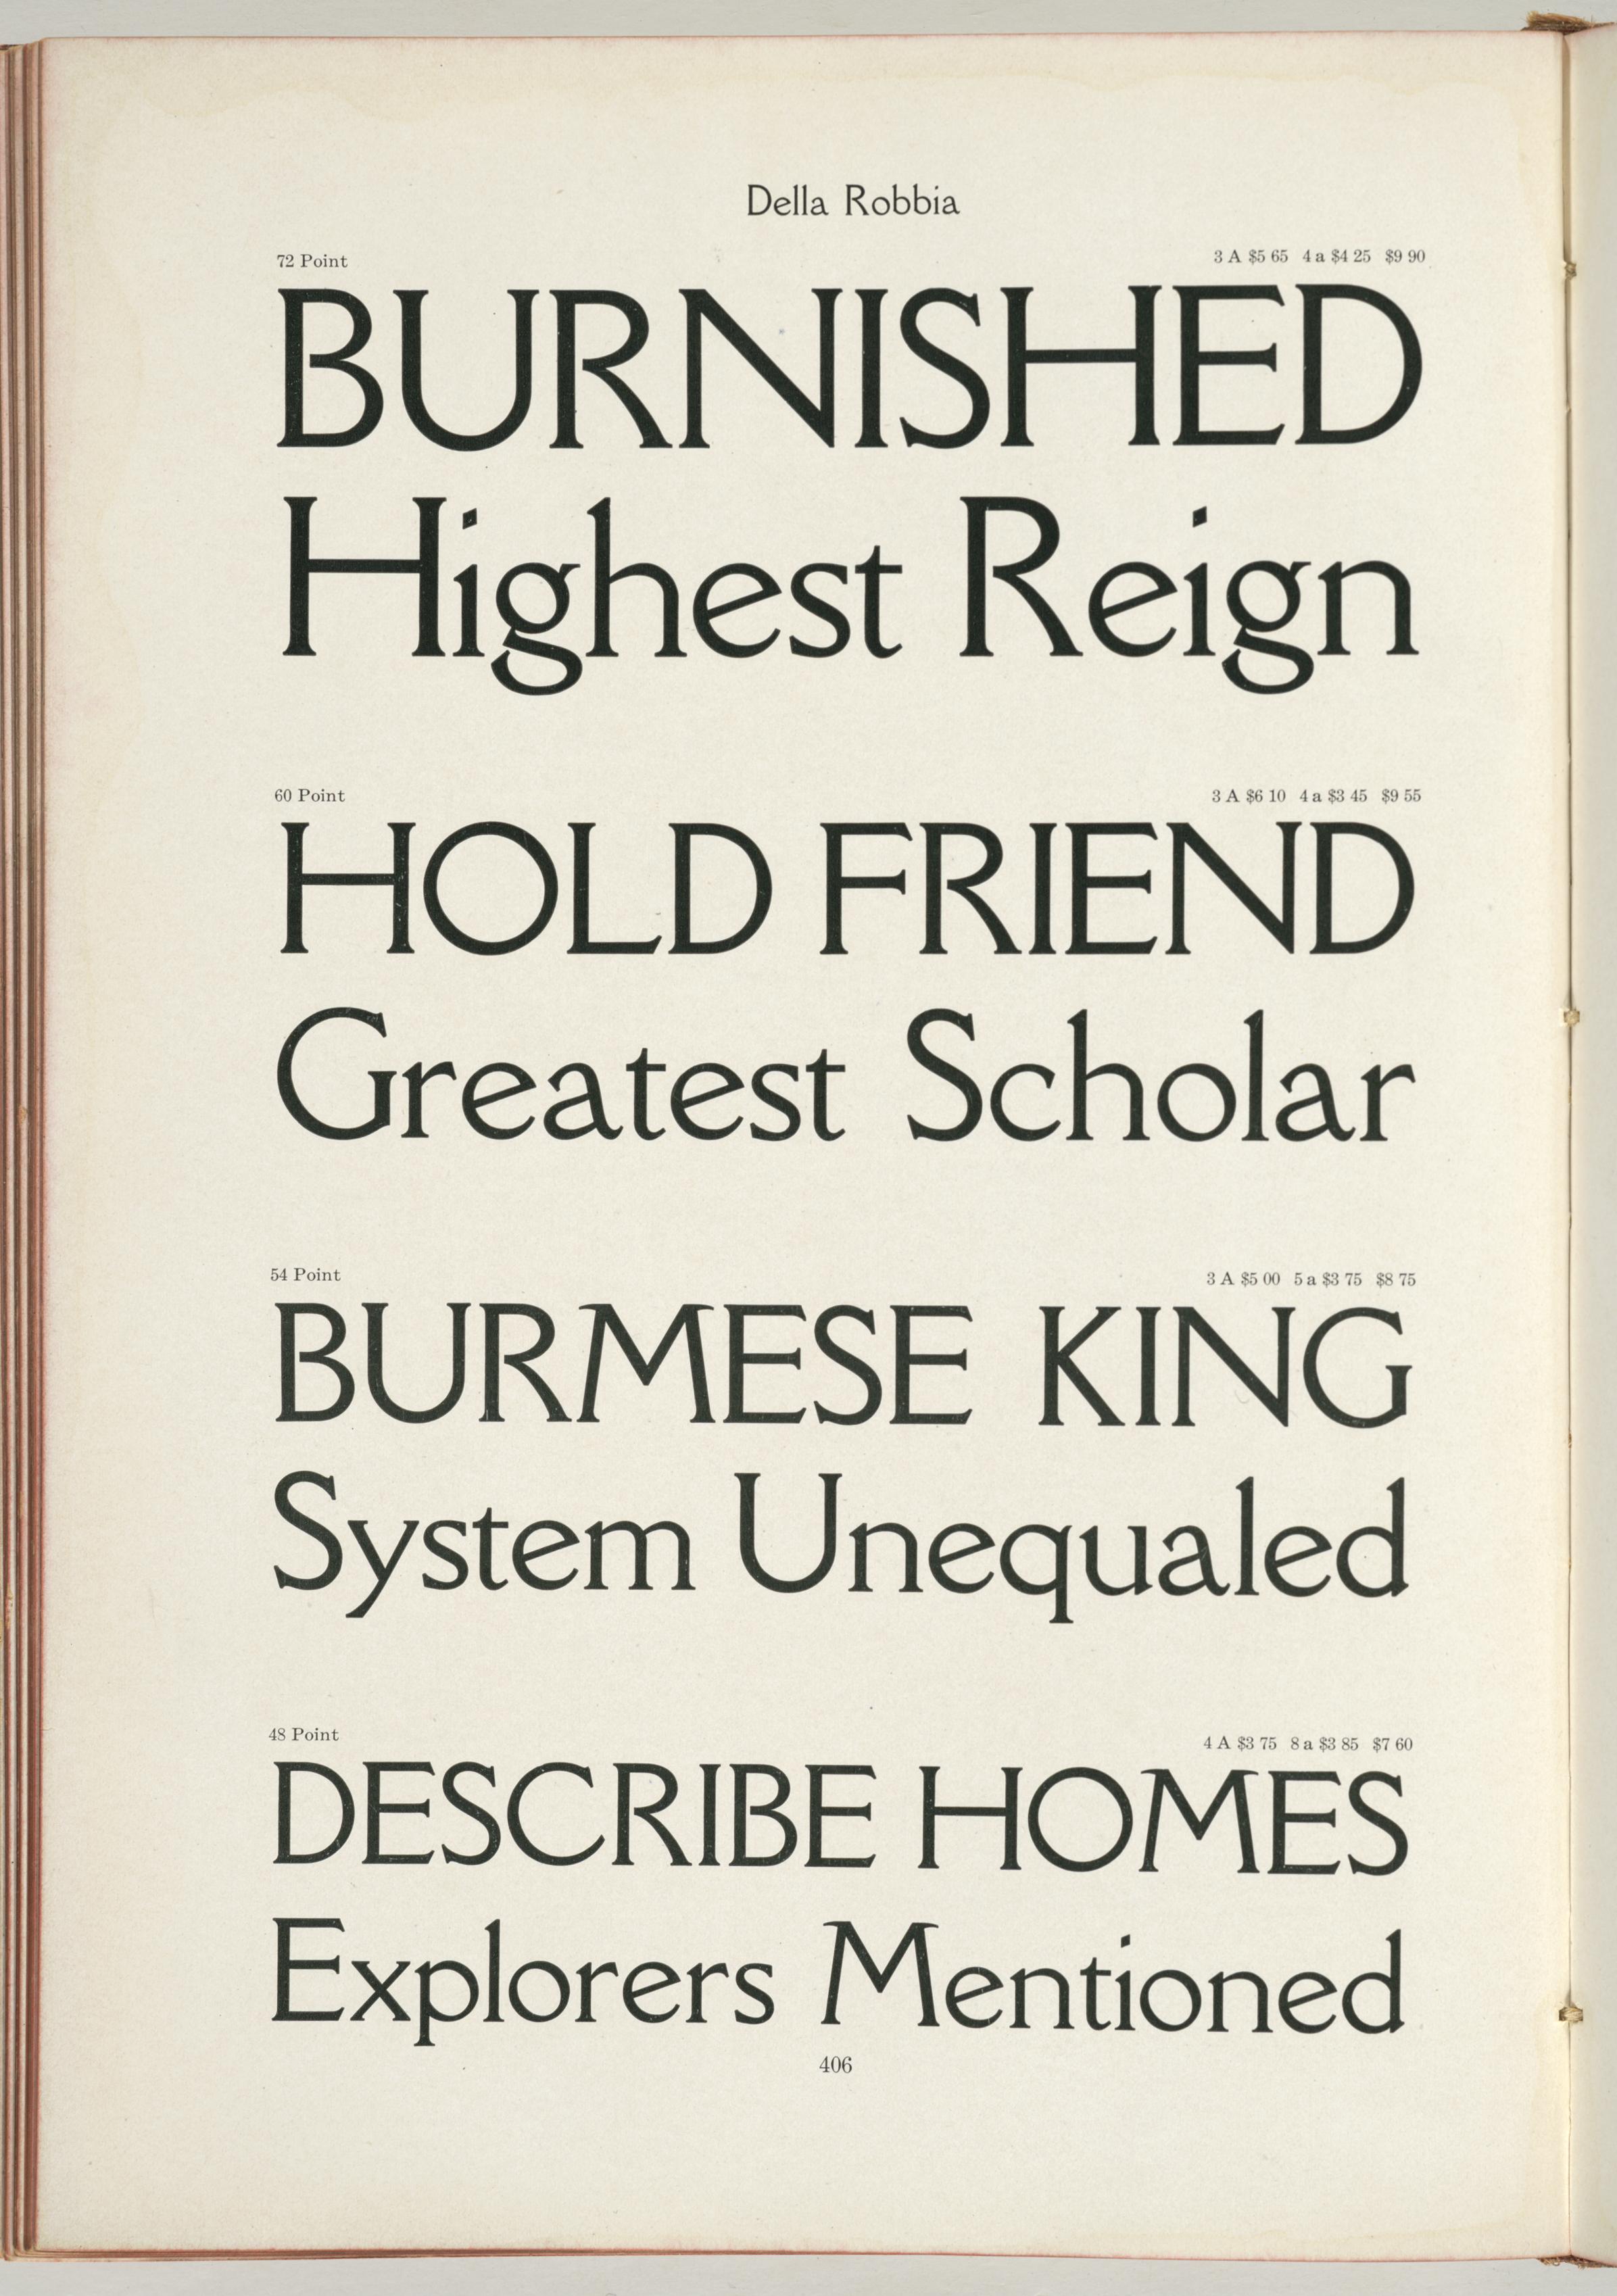 Della Robbia
72 Point 3 A $5 65 4 a $4 25 $9 90
BURNISHED
Highest Reign
60 Point 3 A $6 10 4 a $3 45 $9 55
HOLD FRIEND
Greatest Scholar
54 Point 3 A $5 00 5 a $3 75 $8 75
BURMESE KING
System Unequaled
48 Point 4 A $3 75 8 a $3 85 $7 60
DESCRIBE HOMES
Explorers Mentioned
406